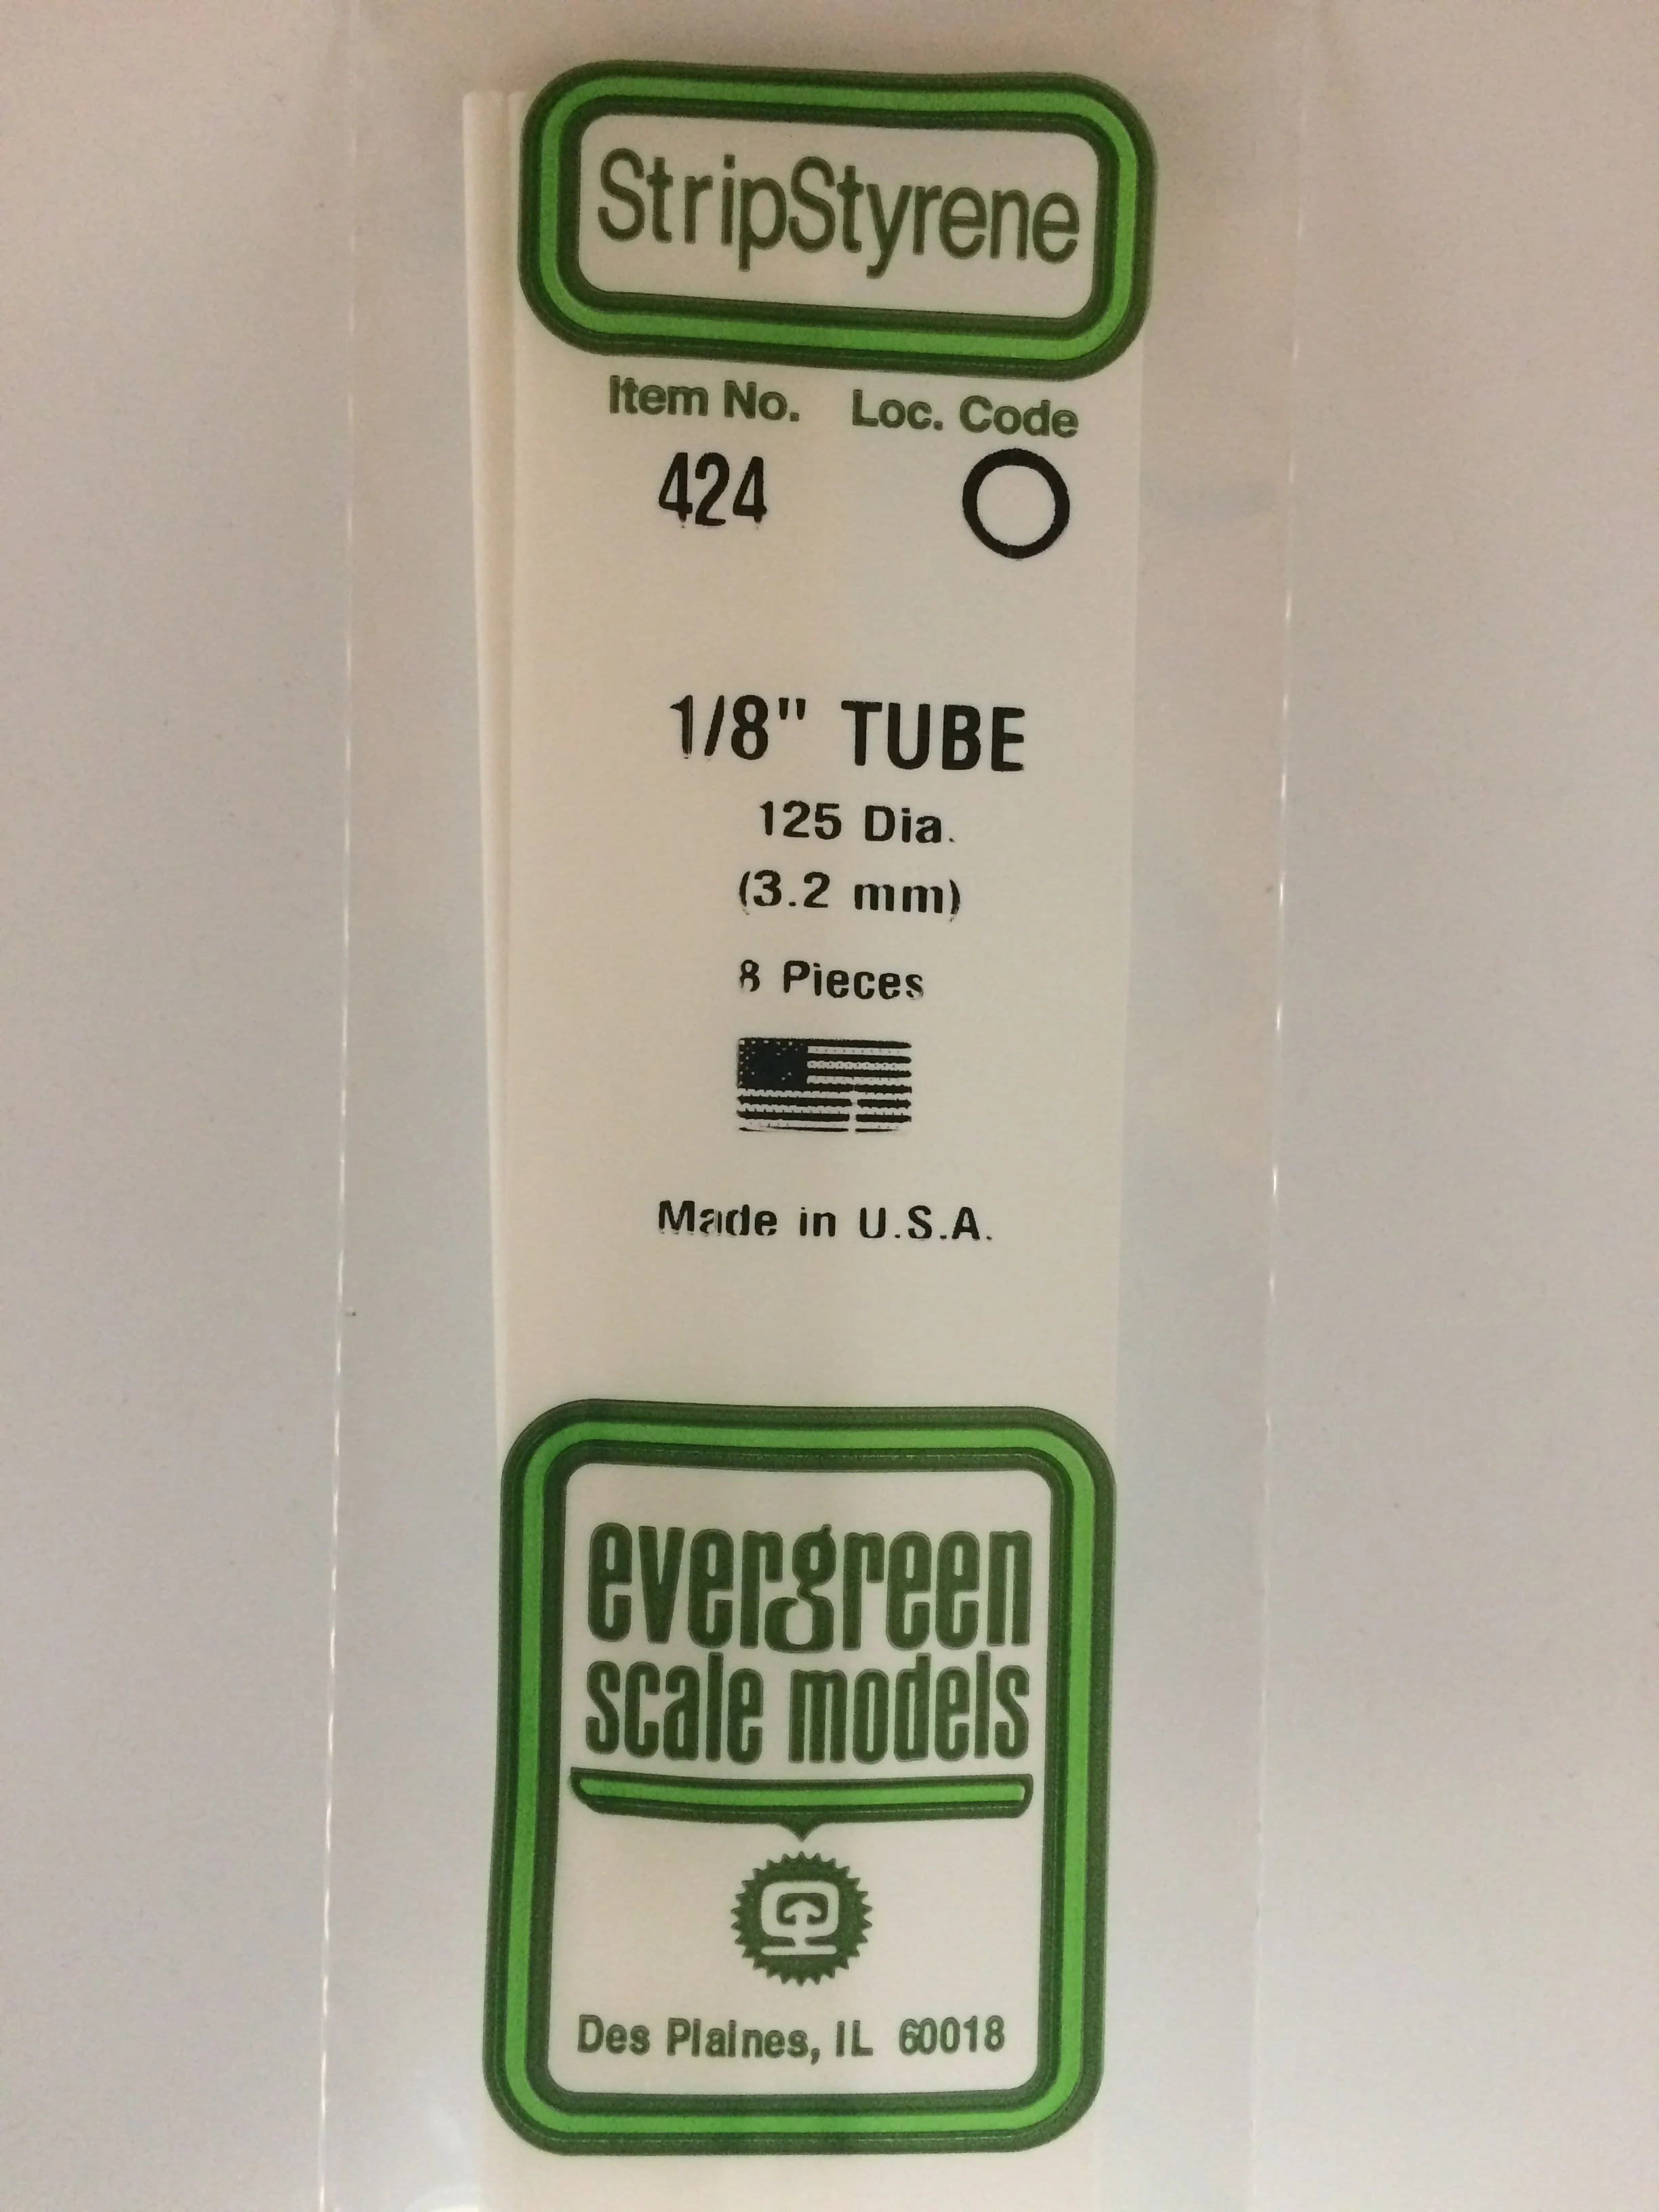 StripStyrene
Item No. Loc. Code
424
1/8" TUBE
125 Dia.
(3.2 mm)
8 Pieces
Made in U.S.A.
evergreen
scale models
Des Plaines, IL 60018